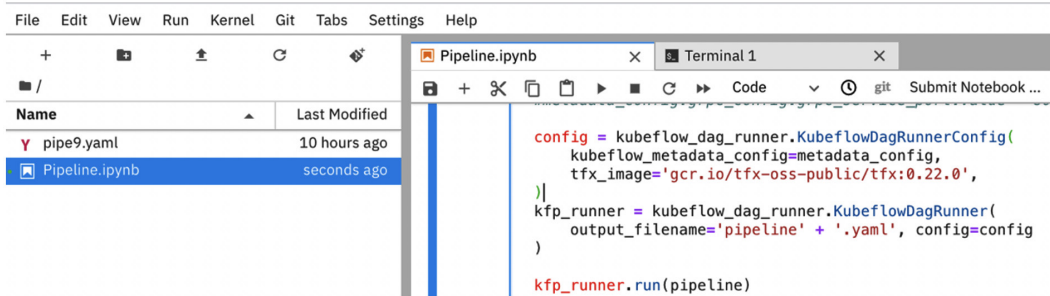 File Edit View Run Kernel Git Tabs Settings Help
Pipeline.ipynb
Terminal 1
/
Code git Submit Notebook ...
Name Last Modified
pipe9.yaml 10 hours ago
Pipeline.ipynb seconds ago
config = kubeflow_dag_runner.KubeflowDagRunnerConfig(
kubeflow_metadata_config=metadata_config,
tfx_image='gcr.io/tfx-oss-public/tfx:0.22.0',
)
kfp_runner = kubeflow_dag_runner.KubeflowDagRunner(
output_filename='pipeline' + '.yaml', config=config
)
kfp_runner.run(pipeline)